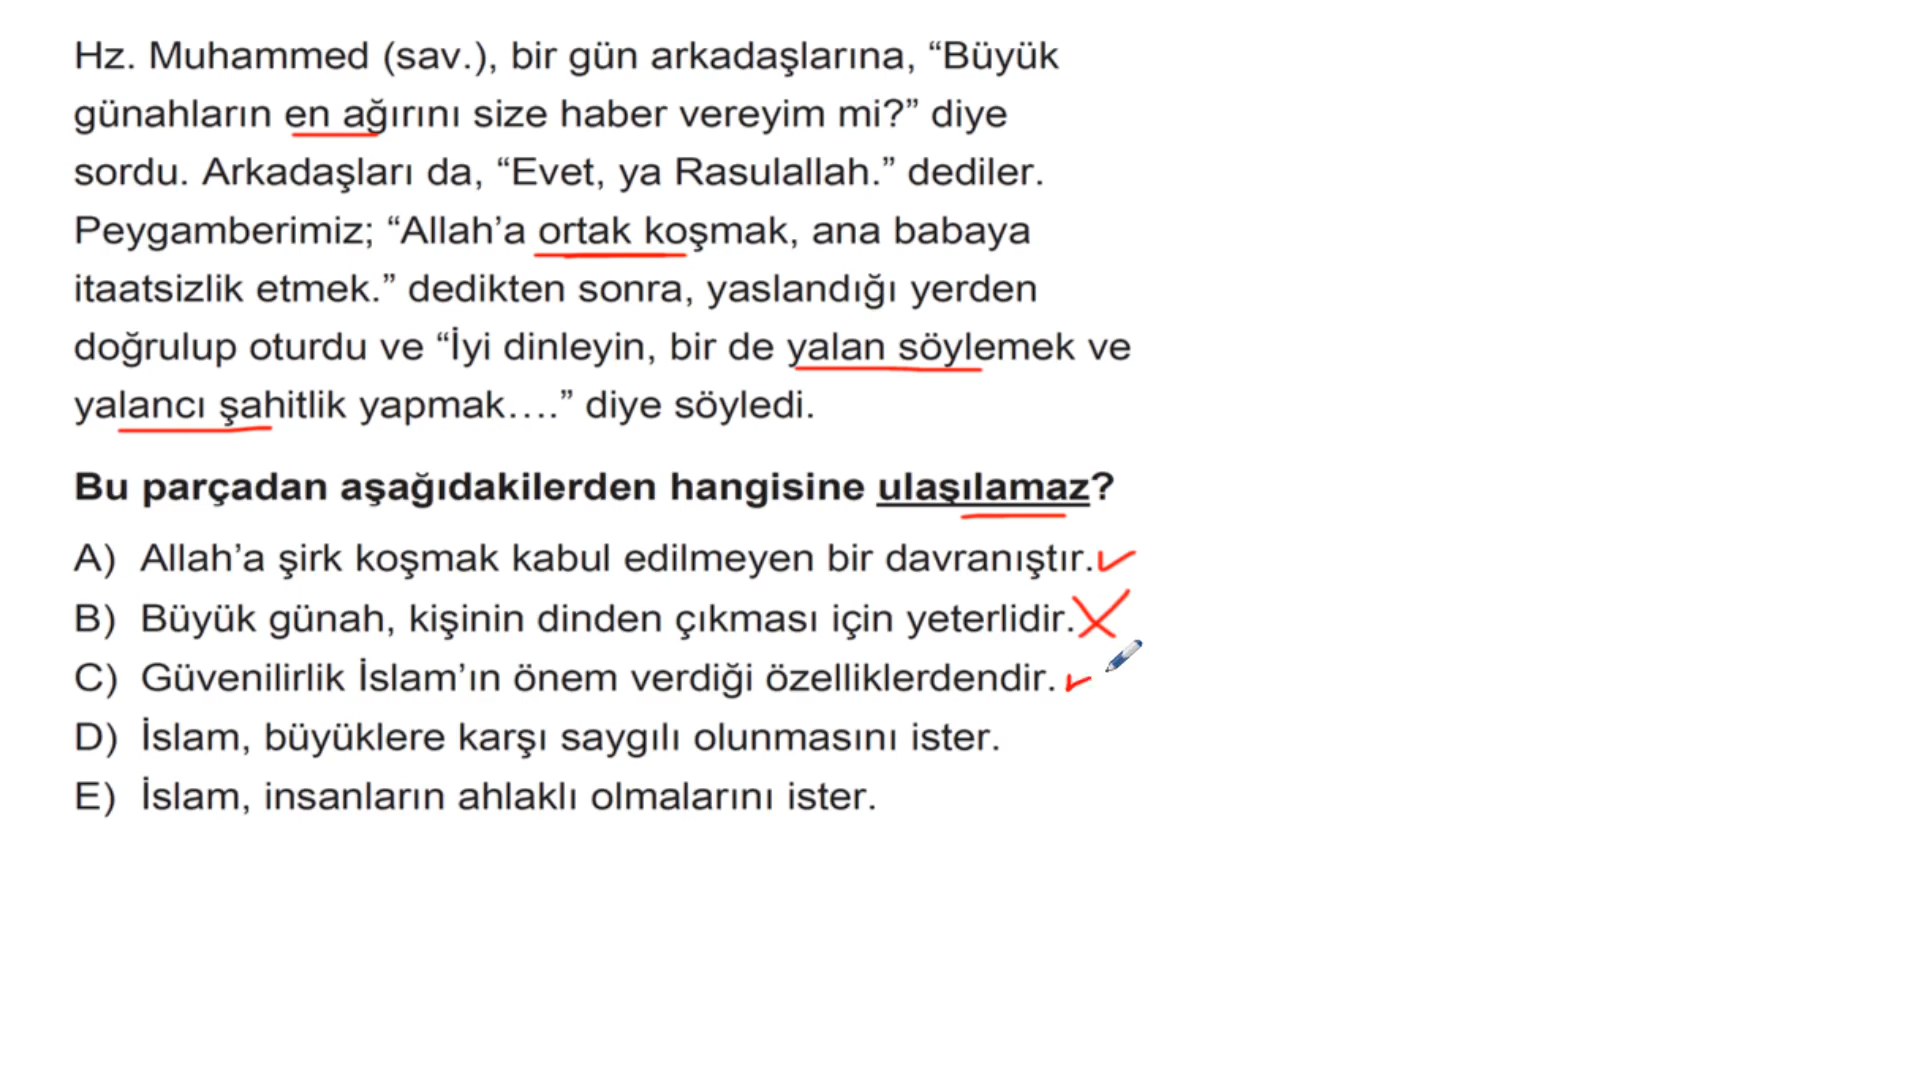 Hz. Muhammed (sav.), bir gün arkadaşlarına, “Büyük
günahların en ağırını size haber vereyim mi?” diye
sordu. Arkadaşları da, “Evet, ya Rasulallah.” dediler.
Peygamberimiz; “Allah’a ortak koşmak, ana babaya
itaatsizlik etmek.” dedikten sonra, yaslandığı yerden
doğrulup oturdu ve “İyi dinleyin, bir de yalan söylemek ve
yalancı şahitlik yapmak....” diye söyledi.
Bu parçadan aşağıdakilerden hangisine ulaşılamaz?
A) Allah’a şirk koşmak kabul edilmeyen bir davranıştır.
B) Büyük günah, kişinin dinden çıkması için yeterlidir.
C) Güvenilirlik İslam’ın önem verdiği özelliklerdendir.
D) İslam, büyüklere karşı saygılı olunmasını ister.
E) İslam, insanların ahlaklı olmalarını ister.